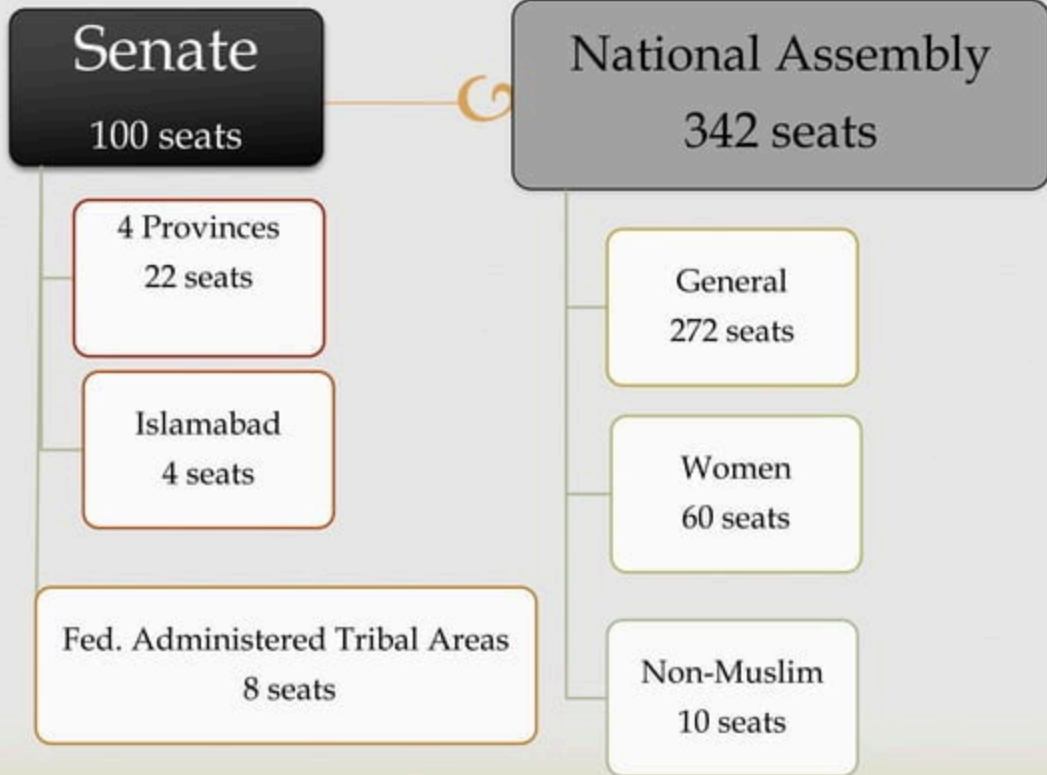 Senate
100 seats
4 Provinces
22 seats
Islamabad
4 seats
Fed. Administered Tribal Areas
8 seats
National Assembly
342 seats
General
272 seats
Women
60 seats
Non-Muslim
10 seats